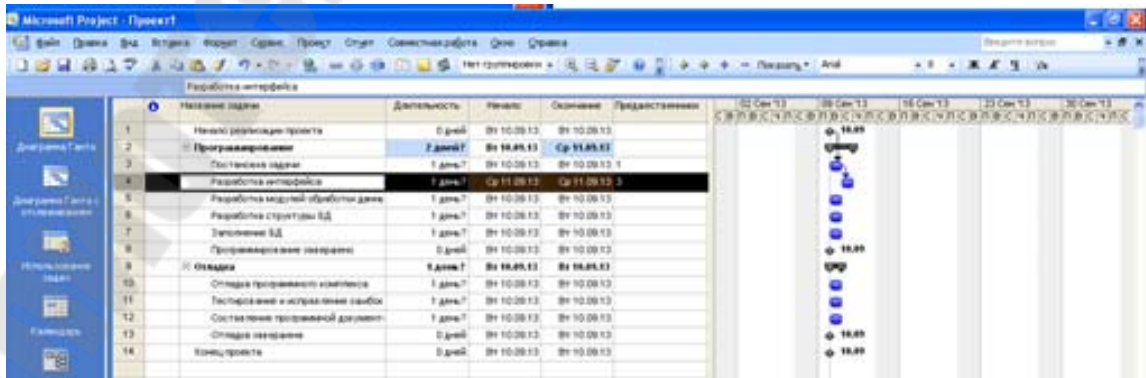 Microsoft Project - Проект1
Файл Правка Вид Вставка Формат Сервис Проект Отчет Совместная работа Окно Справка
Нет группировки Показать Arial 8 Ж К Ч
Разработка интерфейса
Название задачи Длительность Начало Окончание Предшественники 02 Сен '13 09 Сен '13 16 Сен '13 23 Сен '13 30 Сен '13
1 Начало реализации проекта 0 дней Вт 10.09.13 Вт 10.09.13 10.09
2 Программирование 2 дней? Вт 10.09.13 Ср 11.09.13
3 Постановка задачи 1 день? Вт 10.09.13 Вт 10.09.13 1
4 Разработка интерфейса 1 день? Ср 11.09.13 Ср 11.09.13 3
5 Разработка модулей обработки данн 1 день? Вт 10.09.13 Вт 10.09.13
6 Разработка структуры БД 1 день? Вт 10.09.13 Вт 10.09.13
7 Заполнение БД 1 день? Вт 10.09.13 Вт 10.09.13
8 Программирование завершено 0 дней Вт 10.09.13 Вт 10.09.13 10.09
9 Отладка 1 день? Вт 10.09.13 Вт 10.09.13
10 Отладка программного комплекса 1 день? Вт 10.09.13 Вт 10.09.13
11 Тестирование и исправление ошибок 1 день? Вт 10.09.13 Вт 10.09.13
12 Составление программной документ 1 день? Вт 10.09.13 Вт 10.09.13
13 Отладка завершена 0 дней Вт 10.09.13 Вт 10.09.13 10.09
14 Конец проекта 0 дней Вт 10.09.13 Вт 10.09.13 10.09
Диаграмма Ганта
Диаграмма Ганта с
отслеживанием
Использование
задач
Календарь